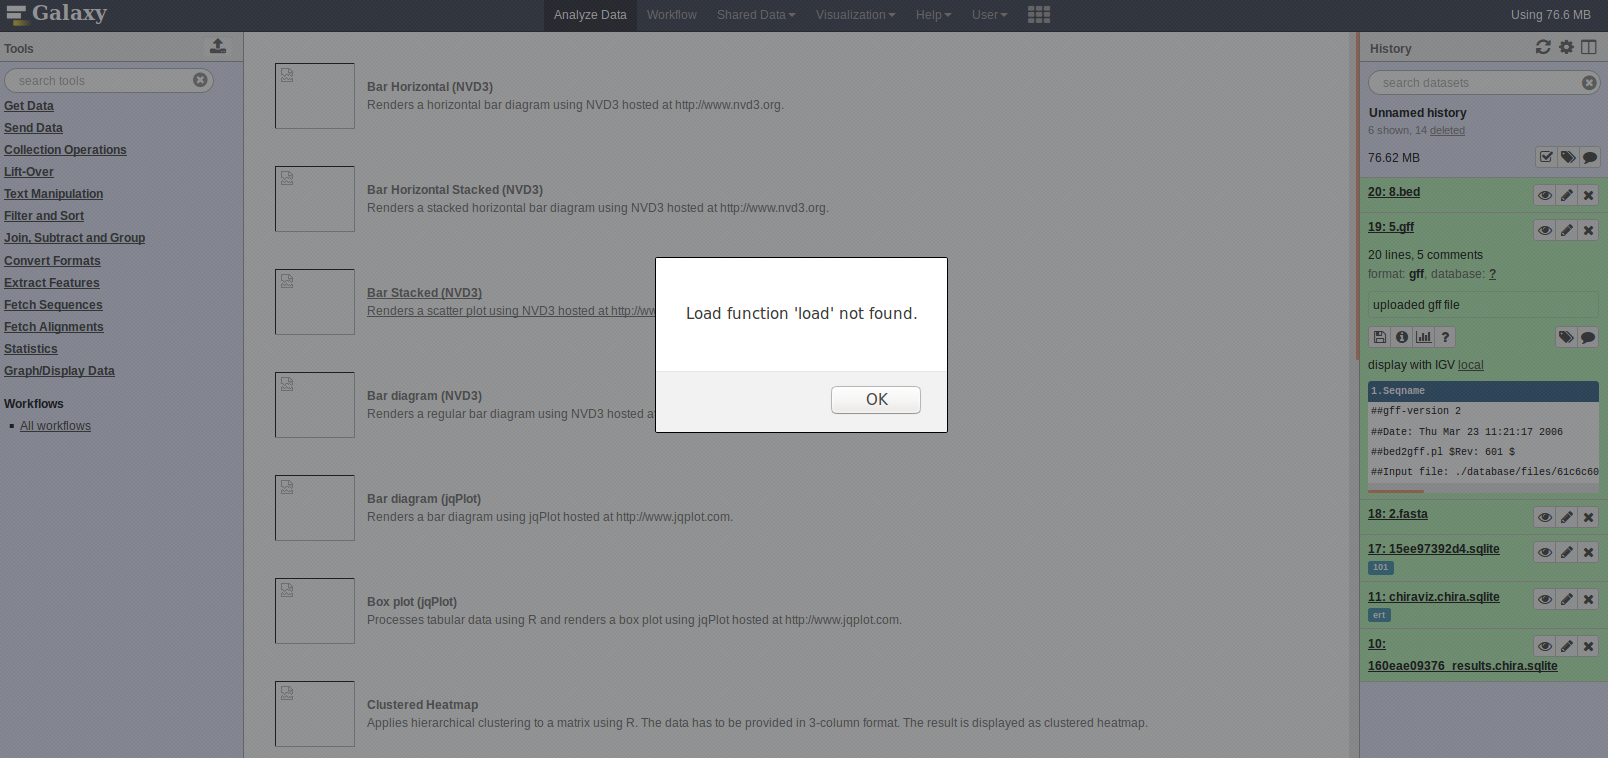 Galaxy
Analyze Data
Workflow
Shared Data
Visualization
Help
User
Using 76.6 MB
Tools
search tools
Get Data
Send Data
Collection Operations
Lift-Over
Text Manipulation
Filter and Sort
Join, Subtract and Group
Convert Formats
Extract Features
Fetch Sequences
Fetch Alignments
Statistics
Graph/Display Data
Workflows
All workflows
Bar Horizontal (NVD3)
Renders a horizontal bar diagram using NVD3 hosted at http://www.nvd3.org.
Bar Horizontal Stacked (NVD3)
Renders a stacked horizontal bar diagram using NVD3 hosted at http://www.nvd3.org.
Bar Stacked (NVD3)
Renders a scatter plot using NVD3 hosted at http://ww
Bar diagram (NVD3)
Renders a regular bar diagram using NVD3 hosted a
Bar diagram (jqPlot)
Renders a bar diagram using jqPlot hosted at http://www.jqplot.com.
Box plot (jqPlot)
Processes tabular data using R and renders a box plot using jqPlot hosted at http://www.jqplot.com.
Clustered Heatmap
Applies hierarchical clustering to a matrix using R. The data has to be provided in 3-column format. The result is displayed as clustered heatmap.
Load function 'load' not found.
OK
History
search datasets
Unnamed history
6 shown, 14 deleted
76.62 MB
20: 8.bed
19: 5.gff
20 lines, 5 comments
format: gff, database: ?
uploaded gff file
?
display with IGV local
1.Seqname
##gff-version 2
##Date: Thu Mar 23 11:21:17 2006
##bed2gff.pl $Rev: 601 $
##Input file: ./database/files/61c6c60
18: 2.fasta
17: 15ee97392d4.sqlite
101
11: chiraviz.chira.sqlite
ert
10:
160eae09376_results.chira.sqlite